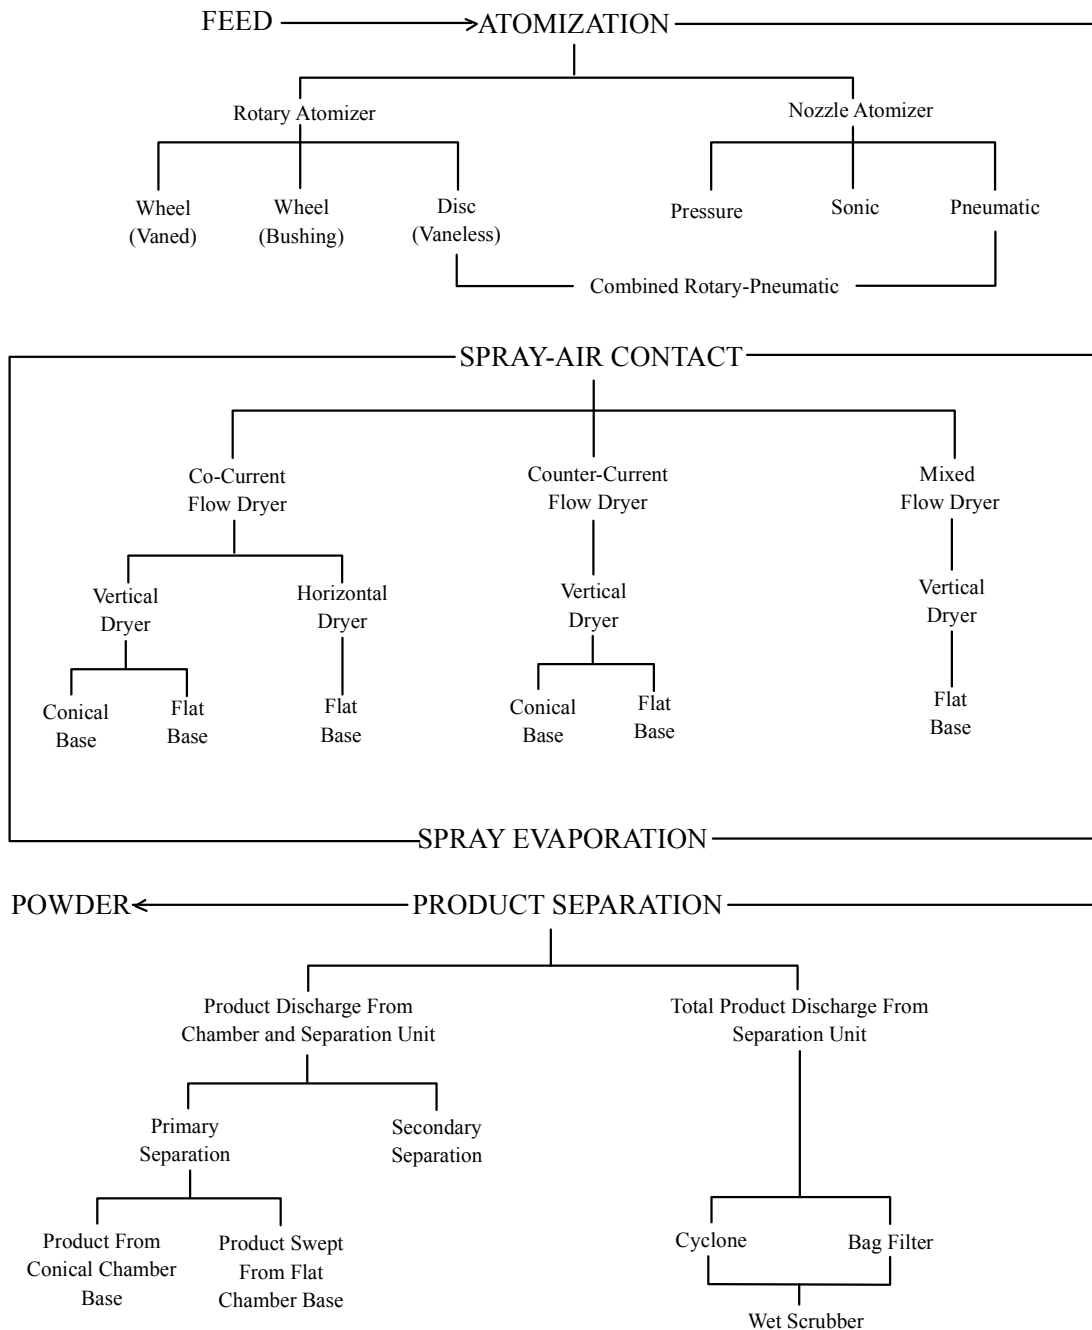 FEED
ATOMIZATION
Rotary Atomizer
Nozzle Atomizer
Wheel
(Vaned)
Wheel
(Bushing)
Disc
(Vaneless)
Pressure
Sonic
Pneumatic
Combined Rotary-Pneumatic
SPRAY-AIR CONTACT
Co-Current
Flow Dryer
Counter-Current
Flow Dryer
Mixed
Flow Dryer
Vertical
Dryer
Horizontal
Dryer
Vertical
Dryer
Vertical
Dryer
Conical
Base
Flat
Base
Flat
Base
Conical
Base
Flat
Base
Flat
Base
SPRAY EVAPORATION
POWDER
PRODUCT SEPARATION
Product Discharge From
Chamber and Separation Unit
Total Product Discharge From
Separation Unit
Primary
Separation
Secondary
Separation
Product From
Conical Chamber
Base
Product Swept
From Flat
Chamber Base
Cyclone
Bag Filter
Wet Scrubber